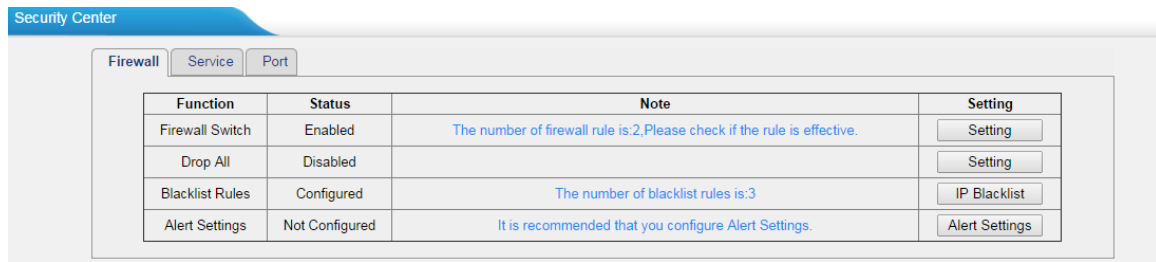 Security Center
Firewall Service Port
Function Status Note Setting
Firewall Switch Enabled The number of firewall rule is:2,Please check if the rule is effective. Setting
Drop All Disabled Setting
Blacklist Rules Configured The number of blacklist rules is:3 IP Blacklist
Alert Settings Not Configured It is recommended that you configure Alert Settings. Alert Settings